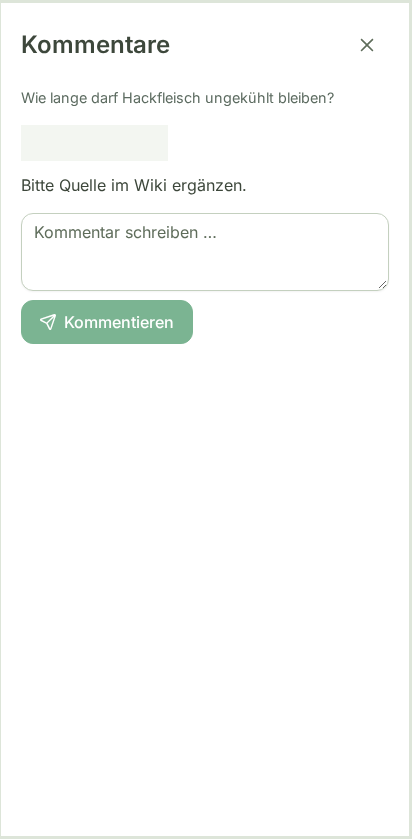 Kommentare
Wie lange darf Hackfleisch ungekühlt bleiben?
Bitte Quelle im Wiki ergänzen.
Kommentar schreiben ...
Kommentieren